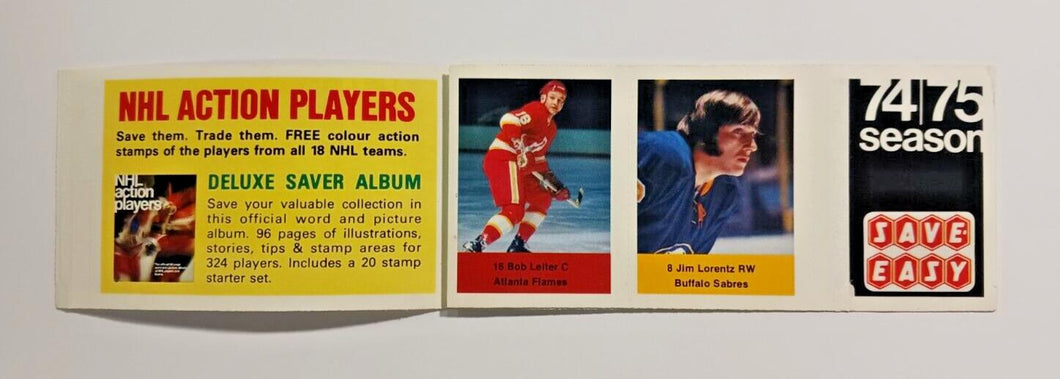 NHL ACTION PLAYERS
Save them. Trade them. FREE colour action
stamps of the players from all 18 NHL teams.
NHL
action
players
DELUXE SAVER ALBUM
Save your valuable collection in
this official word and picture
album. 96 pages of illustrations,
stories, tips & stamp areas for
324 players. Includes a 20 stamp
starter set.
16 Bob Leiter C
Atlanta Flames
8 Jim Lorentz RW
Buffalo Sabres
74|75
season
SAVE
EASY